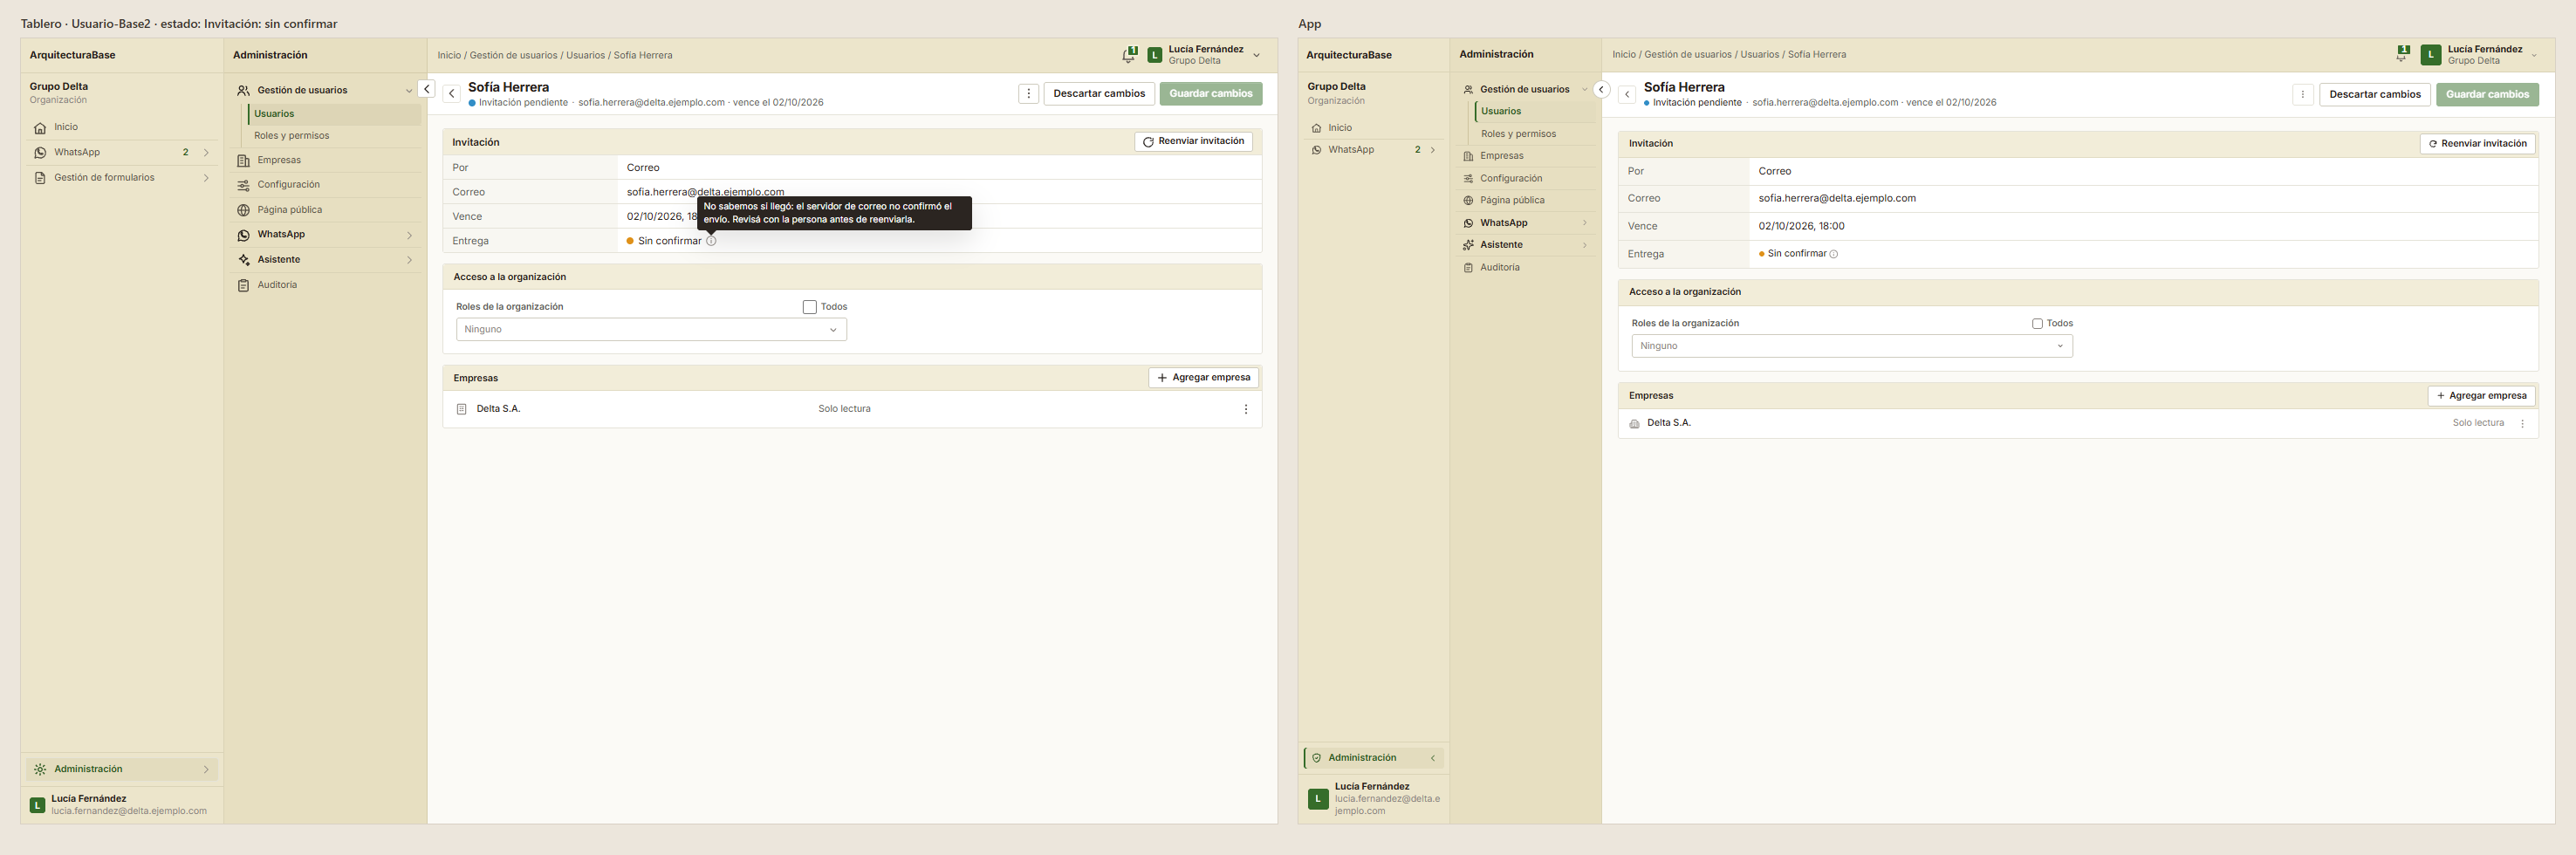 Tablero · Usuario-Base2 · estado: Invitación: sin confirmar
ArquitecturaBase
Grupo Delta
Organización
Inicio
WhatsApp 2
Gestión de formularios
Administración
Lucía Fernández
lucia.fernandez@delta.ejemplo.com
Administración
Gestión de usuarios
Usuarios
Roles y permisos
Empresas
Configuración
Página pública
WhatsApp
Asistente
Auditoría
Inicio / Gestión de usuarios / Usuarios / Sofía Herrera
1
L
Lucía Fernández
Grupo Delta
Sofía Herrera
Invitación pendiente · sofia.herrera@delta.ejemplo.com · vence el 02/10/2026
Descartar cambios
Guardar cambios
Invitación
Reenviar invitación
Por Correo
Correo sofia.herrera@delta.ejemplo.com
No sabemos si llegó: el servidor de correo no confirmó el
envío. Revisá con la persona antes de reenviarla.
Vence 02/10/2026, 18
Entrega Sin confirmar
Acceso a la organización
Roles de la organización
Todos
Ninguno
Empresas
Agregar empresa
Delta S.A. Solo lectura
L
App
ArquitecturaBase
Grupo Delta
Organización
Inicio
WhatsApp 2
Administración
L
Lucía Fernández
lucia.fernandez@delta.e
jemplo.com
Administración
Gestión de usuarios
Usuarios
Roles y permisos
Empresas
Configuración
Página pública
WhatsApp
Asistente
Auditoría
Inicio / Gestión de usuarios / Usuarios / Sofía Herrera
1
L
Lucía Fernández
Grupo Delta
Sofía Herrera
Invitación pendiente · sofia.herrera@delta.ejemplo.com · vence el 02/10/2026
Descartar cambios
Guardar cambios
Invitación
Reenviar invitación
Por Correo
Correo sofia.herrera@delta.ejemplo.com
Vence 02/10/2026, 18:00
Entrega Sin confirmar
Acceso a la organización
Roles de la organización
Todos
Ninguno
Empresas
Agregar empresa
Delta S.A. Solo lectura